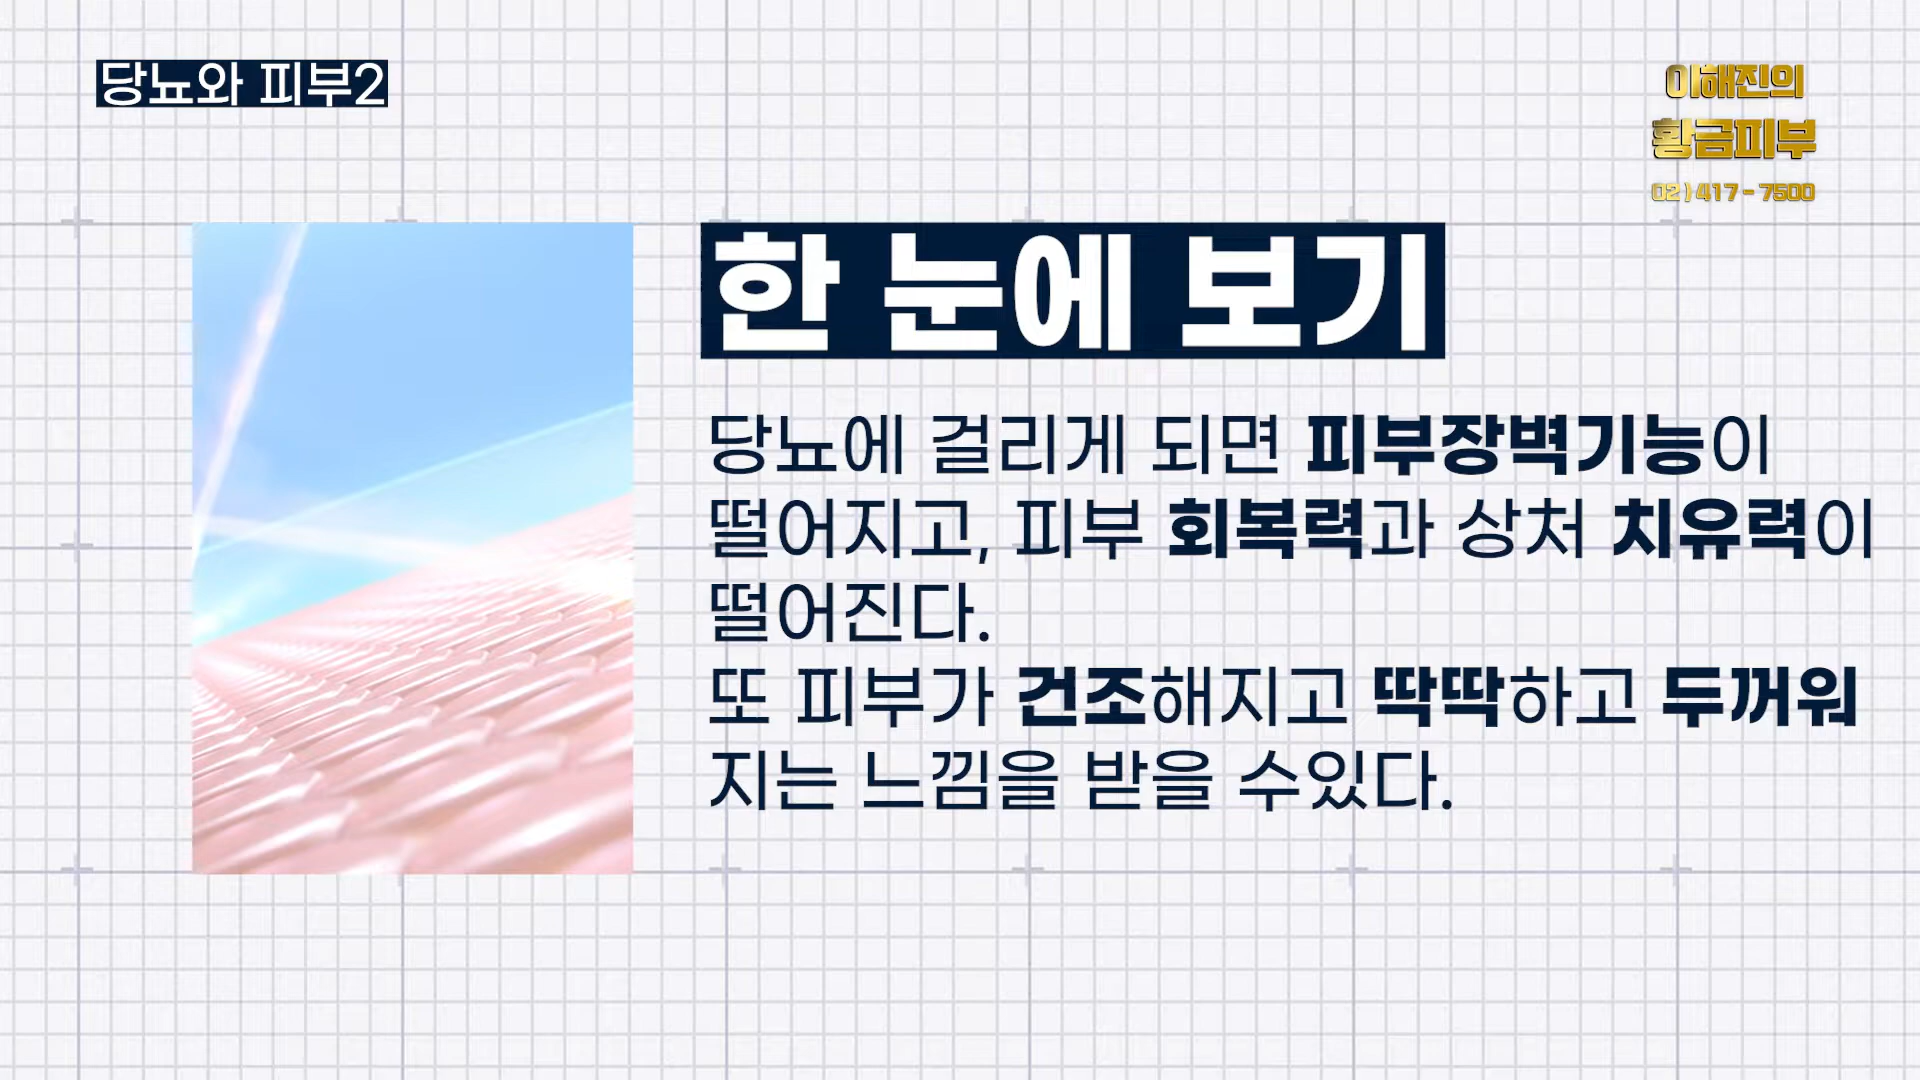 당뇨와 피부2
이해진의
황금피부
02)417-7500
한 눈에 보기
당뇨에 걸리게 되면 피부장벽기능이
떨어지고, 피부 회복력과 상처 치유력이
떨어진다.
또 피부가 건조해지고 딱딱하고 두꺼워
지는 느낌을 받을 수있다.